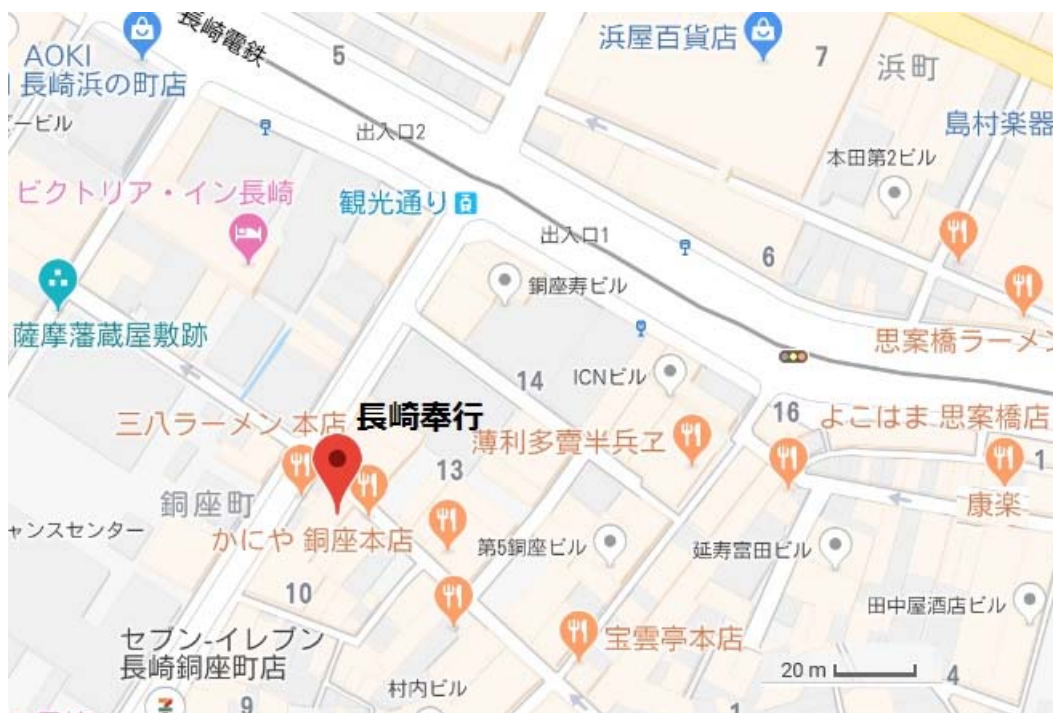 長崎電鉄
AOKI
長崎浜の町店
5
浜屋百貨店
7
浜町
ービル
出入口2
島村楽器
本田第2ビル
ビクトリア・イン長崎
観光通り
出入口1
6
銅座寿ビル
薩摩藩蔵屋敷跡
思案橋ラーメン
14
ICNビル
三八ラーメン 本店
長崎奉行
16
よこはま 思案橋店
薄利多賣半兵ヱ
13
1
銅座町
康楽
ャンスセンター
かにや 銅座本店
第5銅座ビル
延寿富田ビル
10
田中屋酒店ビル
セブン-イレブン
長崎銅座町店
宝雲亭本店
20 m
4
村内ビル
9
1